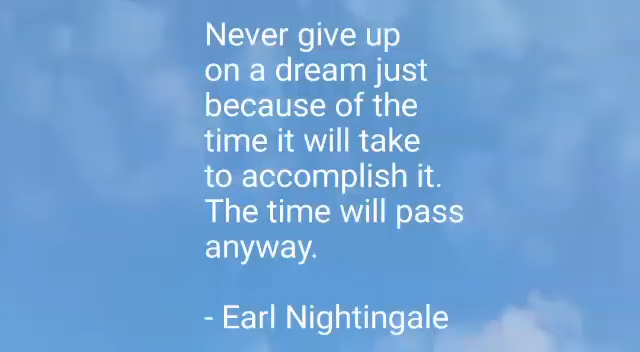 Never give up
on a dream just
because of the
time it will take
to accomplish it.
The time will pass
anyway.
- Earl Nightingale